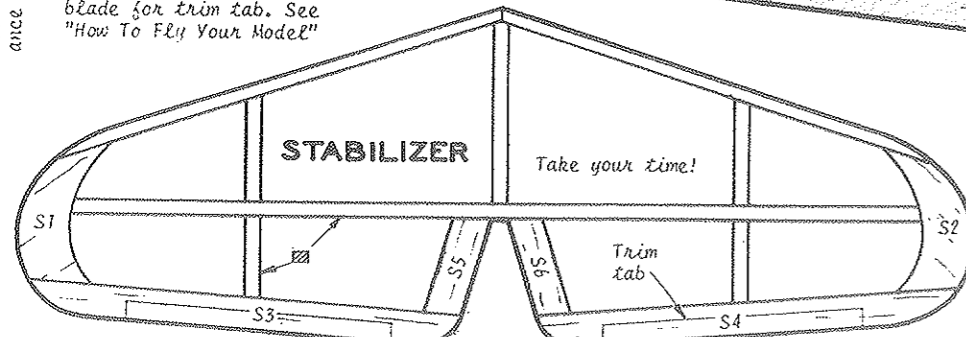 ance
blade for trim tab. See
"How To Fly Your Model"
STABILIZER
Take your time!
S1
S2
S5
S6
Trim
tab
S3
S4